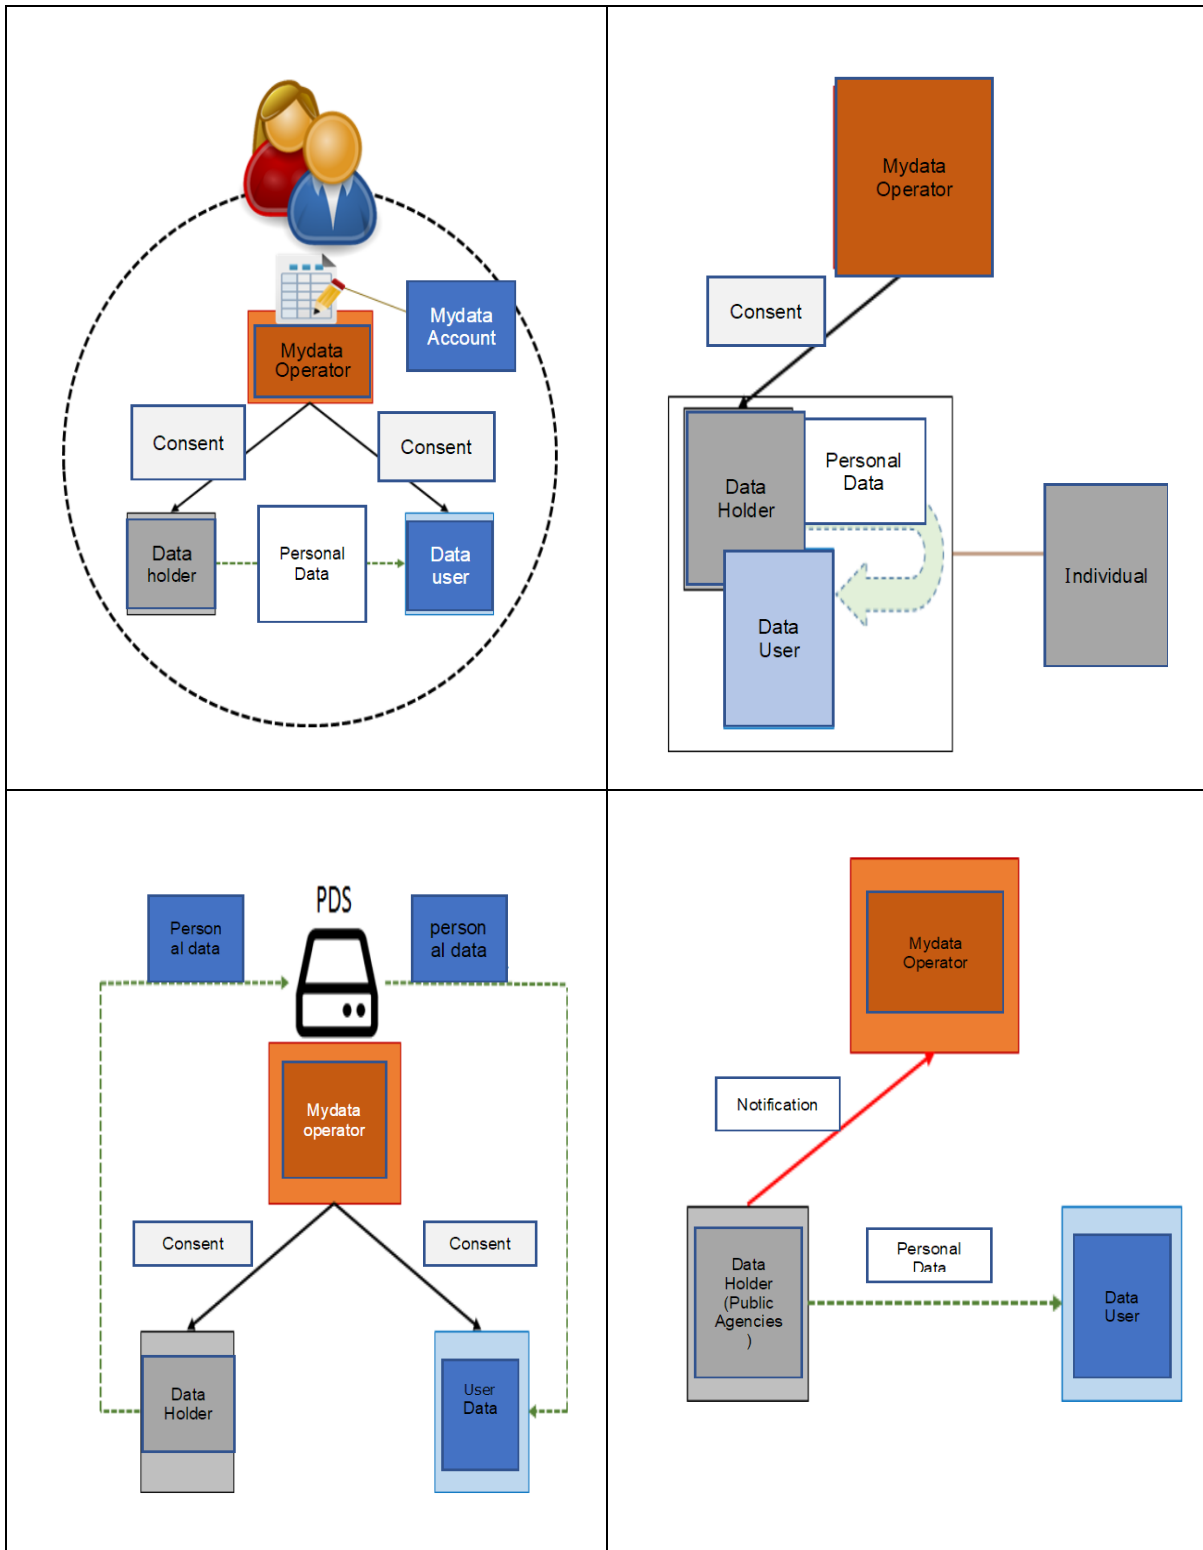 Mydata
Account
Mydata
Operator
Consent
Consent
Data
holder
Personal
Data
Data
user
Mydata
Operator
Consent
Data
Holder
Personal
Data
Data
User
Individual
PDS
Person
al data
person
al data
Mydata
operator
Consent
Consent
Data
Holder
User
Data
Mydata
Operator
Notification
Data
Holder
(Public
Agencies
)
Personal
Data
Data
User